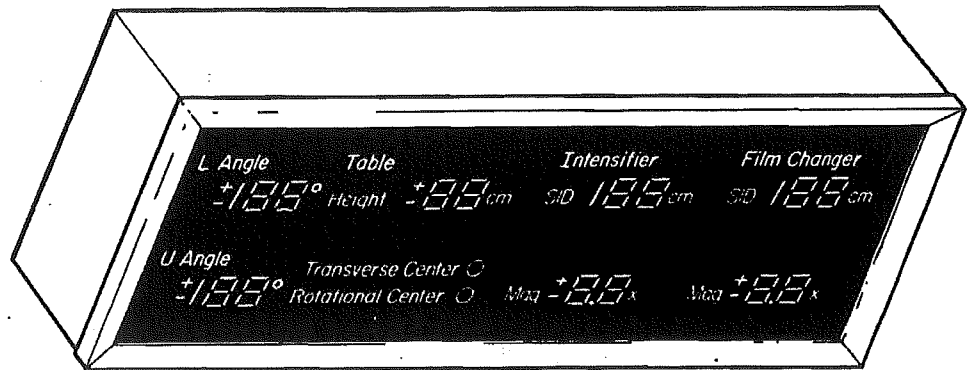 L Angle Table Intensifier Film Changer
±188° Height ±88 cm SID 188 cm SID 188 cm
U Angle Transverse Center
±188° Rotational Center Mag ±8.8 x Mag ±8.8 x